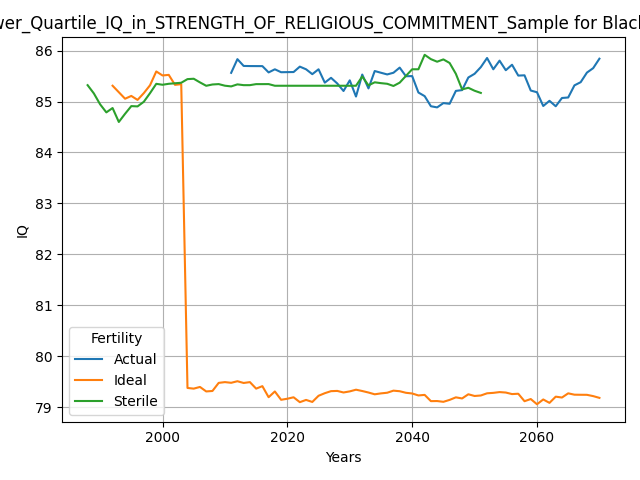 wer_Quartile_IQ_in_STRENGTH_OF_RELIGIOUS_COMMITMENT_Sample for Black
86
85
84
83
82
81
80
79
IQ
Fertility
Actual
Ideal
Sterile
2000
2020
2040
2060
Years